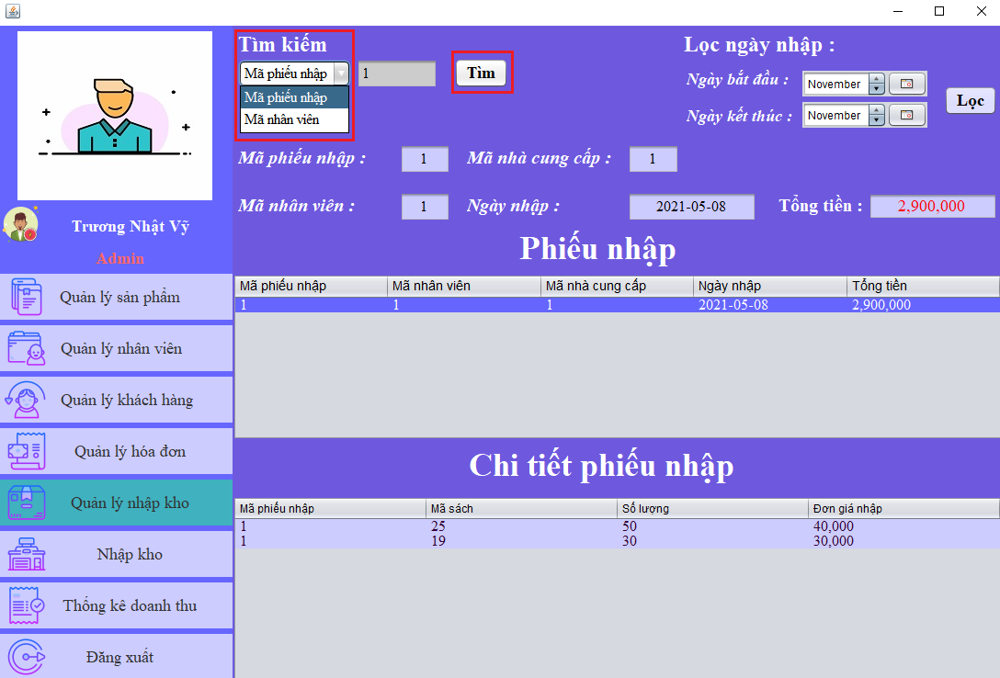 Tìm kiếm
Mã phiếu nhập 1 Tìm
Mã phiếu nhập
Mã nhân viên
Lọc ngày nhập :
Ngày bắt đầu : November
Ngày kết thúc : November
Lọc
Mã phiếu nhập : 1 Mã nhà cung cấp : 1
Mã nhân viên : 1 Ngày nhập : 2021-05-08 Tổng tiền : 2,900,000
Trương Nhật Vỹ
Admin
Quản lý sản phẩm
Quản lý nhân viên
Quản lý khách hàng
Quản lý hóa đơn
Quản lý nhập kho
Nhập kho
Thống kê doanh thu
Đăng xuất
Phiếu nhập
Mã phiếu nhập Mã nhân viên Mã nhà cung cấp Ngày nhập Tổng tiền
1 1 1 2021-05-08 2,900,000
Chi tiết phiếu nhập
Mã phiếu nhập Mã sách Số lượng Đơn giá nhập
1 25 50 40,000
1 19 30 30,000